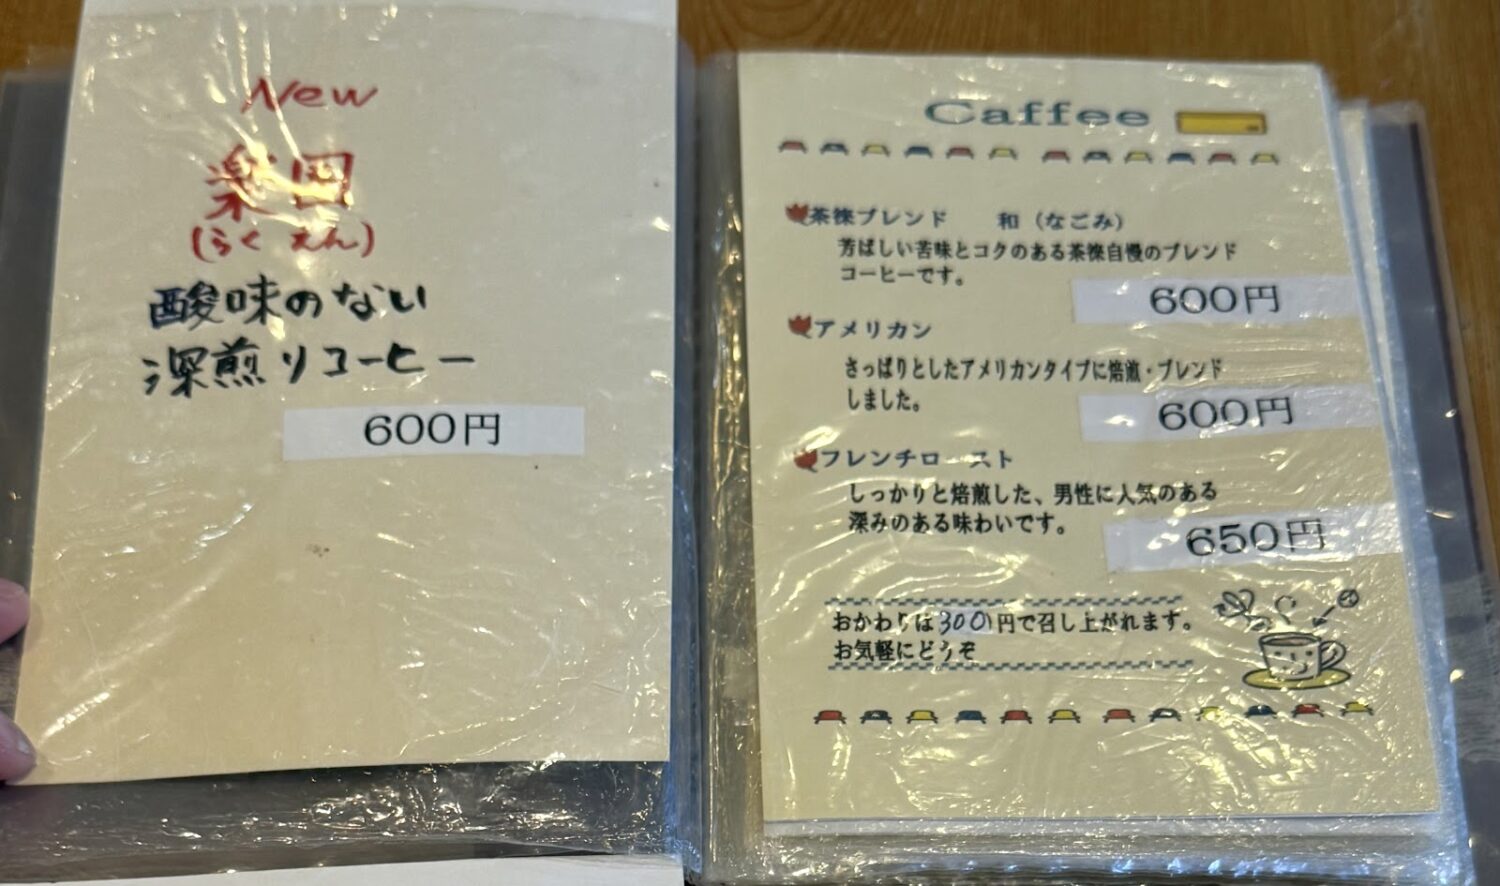 New
楽園
(らくえん)
酸味のない
深煎りコーヒー
600円
Caffee
茶倏ブレンド 和(なごみ)
芳ばしい苦味とコクのある茶倏自慢のブレンド
コーヒーです。
600円
アメリカン
さっぱりとしたアメリカンタイプに焙煎・ブレンド
しました。
600円
フレンチロースト
しっかりと焙煎した、男性に人気のある
深みのある味わいです。
650円
おかわりは300円で召し上がれます。
お気軽にどうぞ